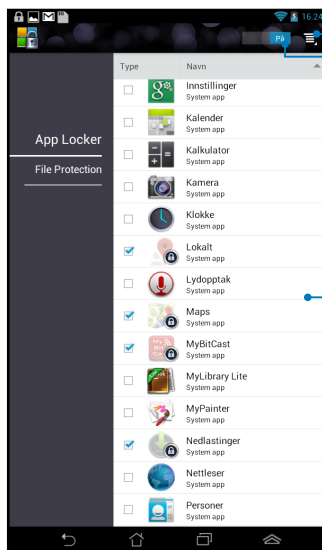 16.24
På
Type Navn
Innstillinger
System app
Kalender
System app
App Locker
Kalkulator
System app
File Protection
Kamera
System app
Klokke
System app
Lokalt
System app
Lydopptak
System app
Maps
System app
MyBitCast
System app
MyLibrary Lite
System app
MyPainter
System app
Nedlastinger
System app
Nettleser
System app
Personer
System app